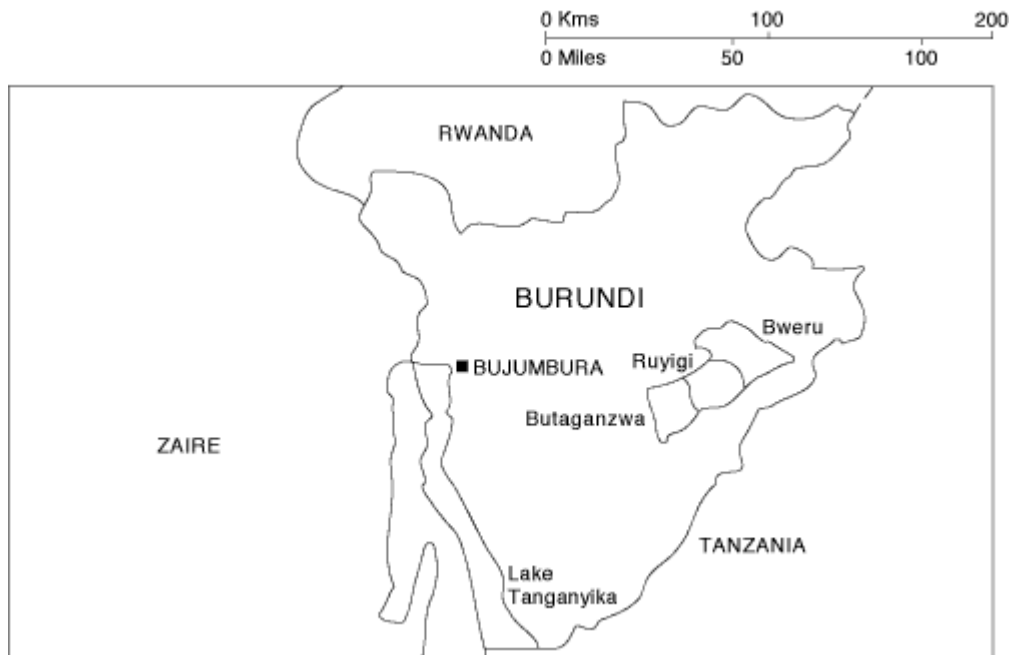 0 Kms 100 200
0 Miles 50 100
RWANDA
BURUNDI
Bweru
Ruyigi
BUJUMBURA
Butaganzwa
ZAIRE
TANZANIA
Lake
Tanganyika